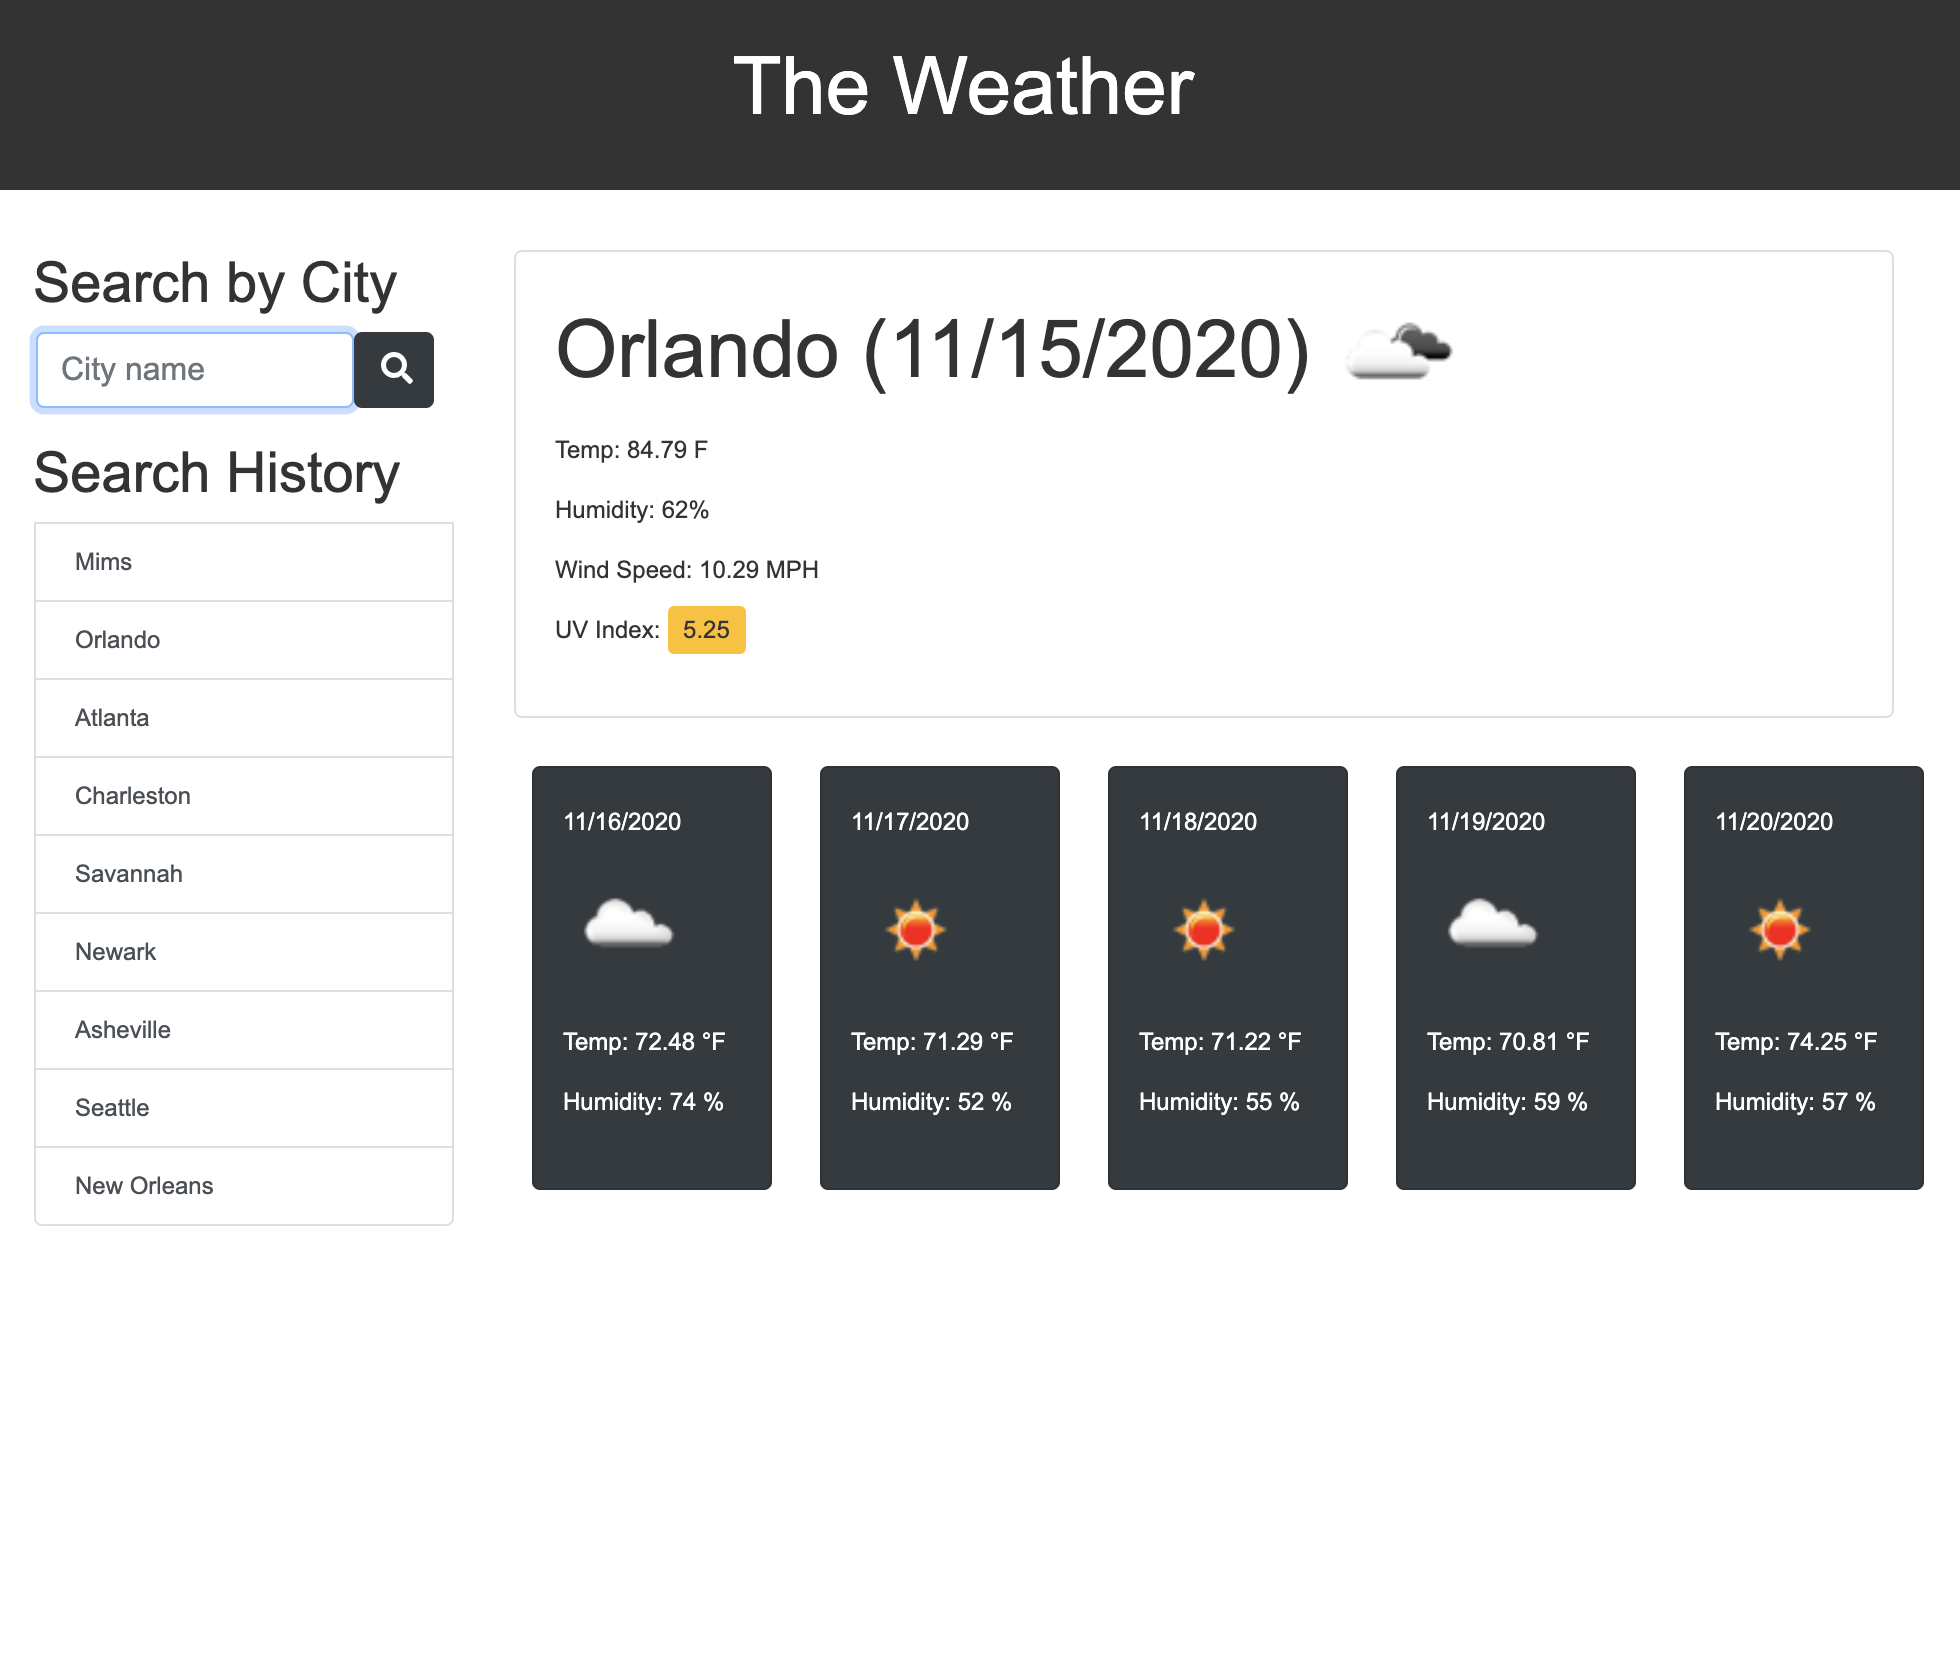 The Weather
Search by City
City name
Search History
Mims
Orlando
Atlanta
Charleston
Savannah
Newark
Asheville
Seattle
New Orleans
Orlando (11/15/2020)
Temp: 84.79 F
Humidity: 62%
Wind Speed: 10.29 MPH
UV Index: 5.25
11/16/2020
Temp: 72.48 °F
Humidity: 74 %
11/17/2020
Temp: 71.29 °F
Humidity: 52 %
11/18/2020
Temp: 71.22 °F
Humidity: 55 %
11/19/2020
Temp: 70.81 °F
Humidity: 59 %
11/20/2020
Temp: 74.25 °F
Humidity: 57 %